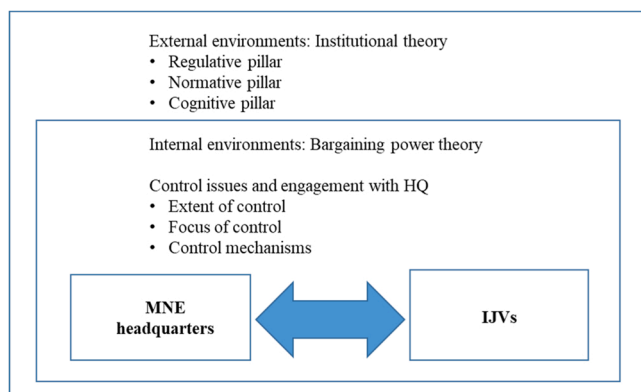 External environments: Institutional theory
• Regulative pillar
• Normative pillar
• Cognitive pillar
Internal environments: Bargaining power theory
Control issues and engagement with HQ
• Extent of control
• Focus of control
• Control mechanisms
MNE
headquarters
IJVs